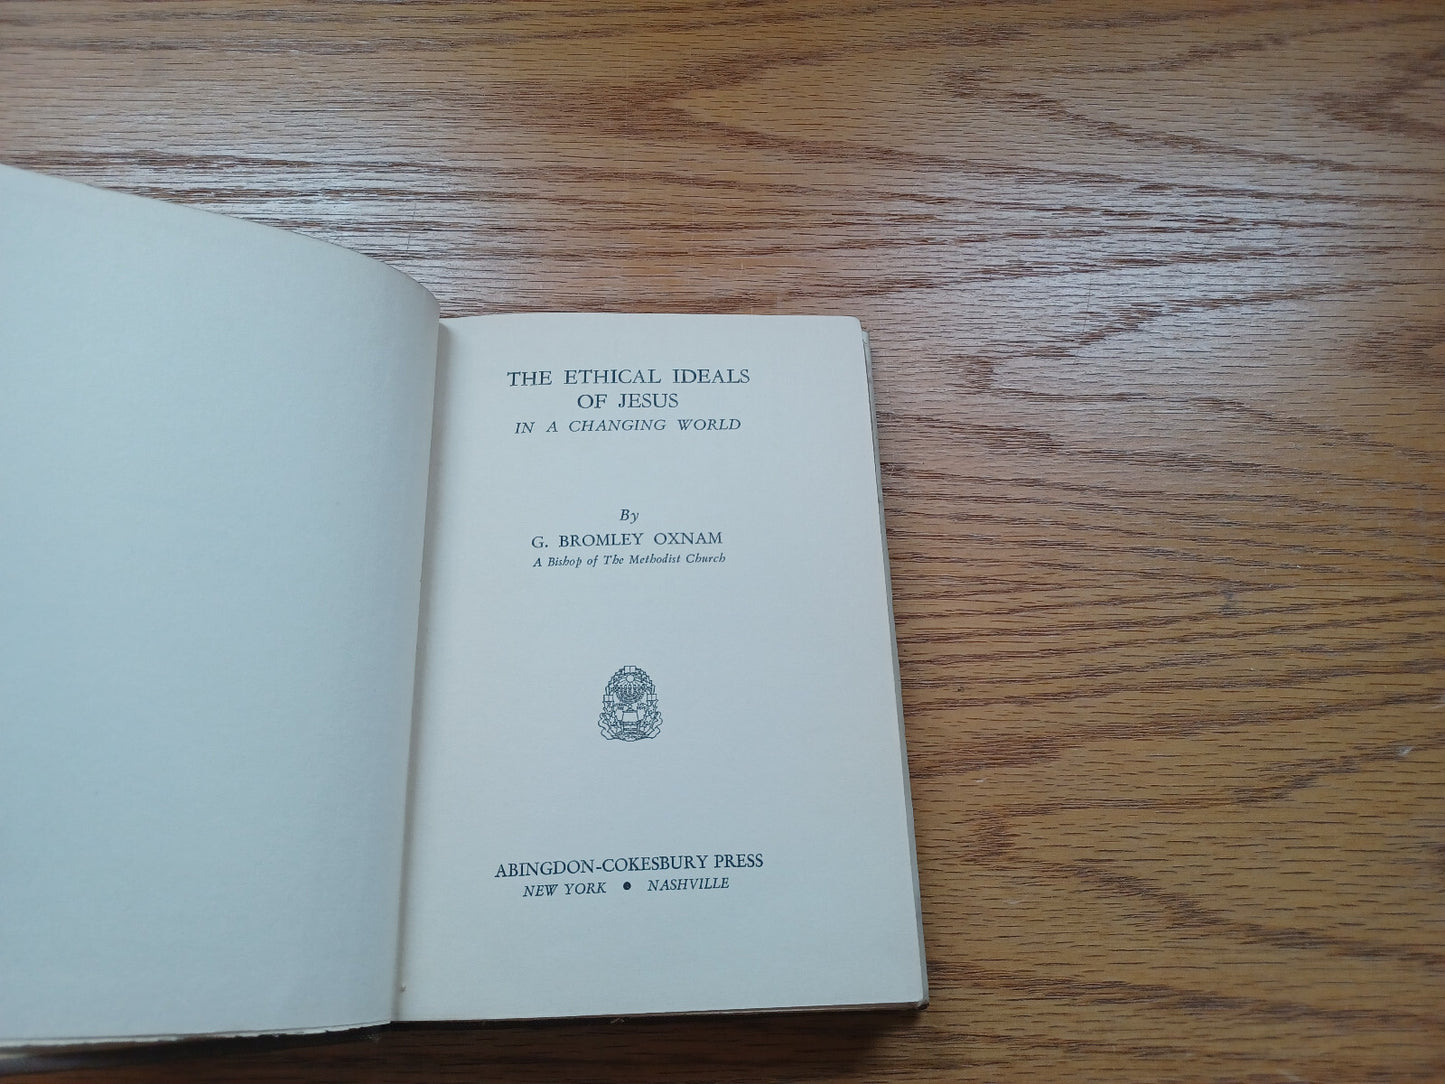 THE ETHICAL IDEALS
OF JESUS
IN A CHANGING WORLD
By
G. BROMLEY OXNAM
A Bishop of The Methodist Church
ABINGDON-COKESBURY PRESS
NEW YORK • NASHVILLE